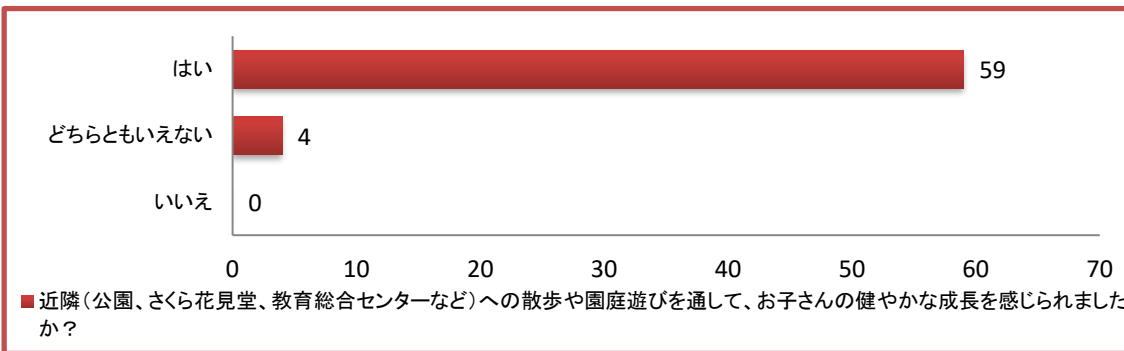 はい
59
どちらともいえない
4
いいえ
0
0 10 20 30 40 50 60 70
近隣（公園、さくら花見堂、教育総合センターなど）への散歩や園庭遊びを通して、お子さんの健やかな成長を感じられました
か？